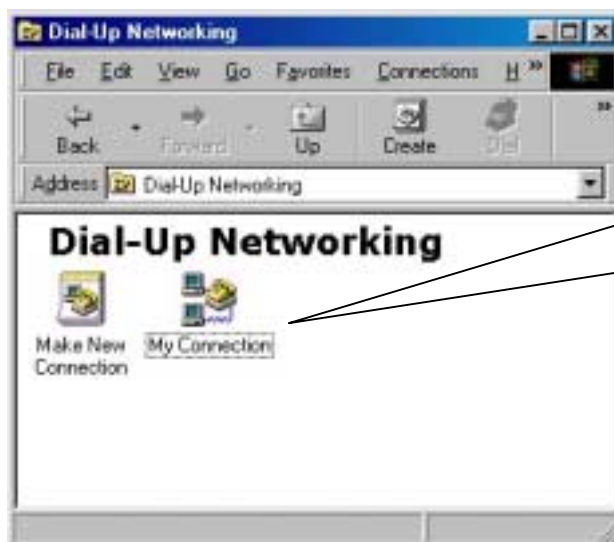 Dial-Up Networking
File Edit View Go Favorites Connections H »
Back Forward Up Create Dial »
Address Dial-Up Networking
Dial-Up Networking
Make New Connection
My Connection